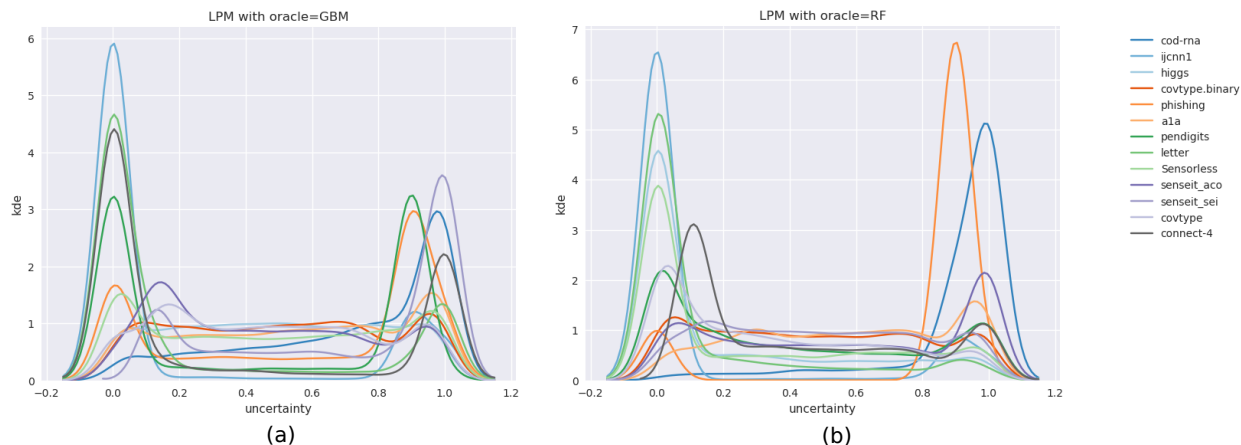 LPM with oracle=GBM
6
5
4
3
2
1
0
kde
−0.2 0.0 0.2 0.4 0.6 0.8 1.0 1.2
uncertainty
(a)
LPM with oracle=RF
7
6
5
4
3
2
1
0
kde
−0.2 0.0 0.2 0.4 0.6 0.8 1.0 1.2
uncertainty
(b)
cod-rna
ijcnn1
higgs
covtype.binary
phishing
a1a
pendigits
letter
Sensorless
senseit_aco
senseit_sei
covtype
connect-4